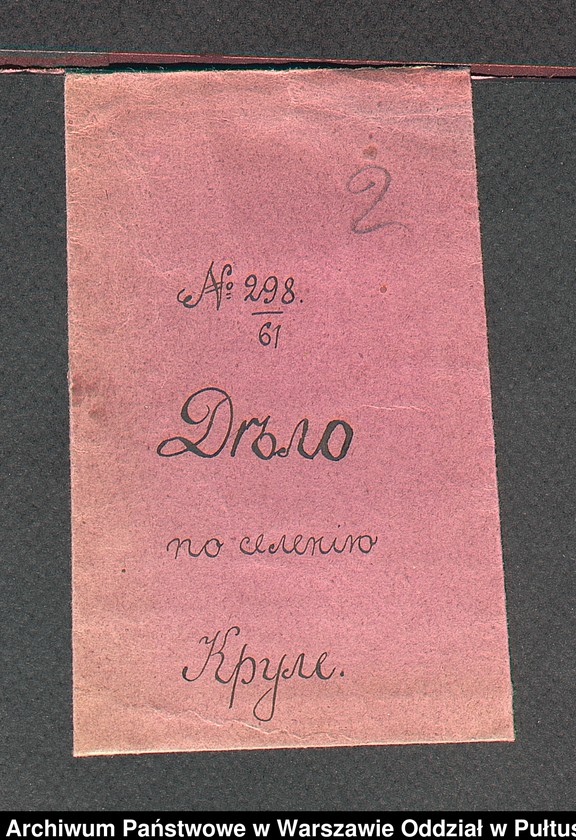 2
№ 298.
61
Дѣло
по селенію
Круле.
Archiwum Państwowe w Warszawie Oddział w Pułtus